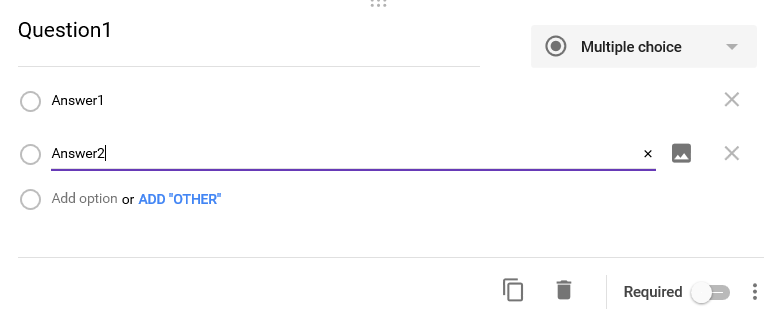 Question1
Multiple choice
Answer1
Answer2
Add option or ADD "OTHER"
Required